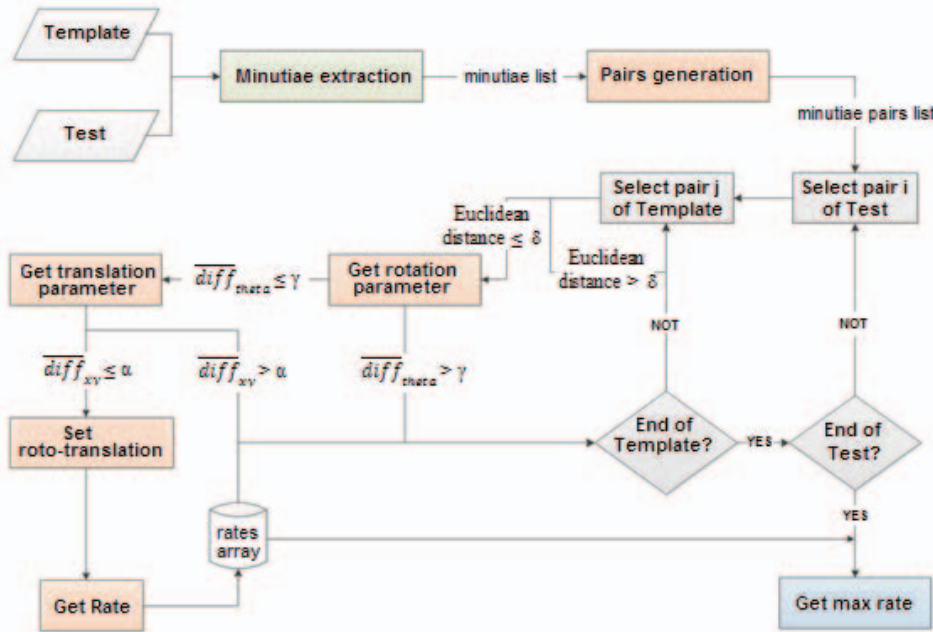 Template
Minutiae extraction
minutiae list
Pairs generation
Test
minutiae pairs list
Select pair j
of Template
Select pair i
of Test
Euclidean
distance ≤ δ
Euclidean
distance > δ
Get translation
parameter
diff_theta ≤ γ
Get rotation
parameter
NOT
NOT
diff_xy ≤ α
diff_xy > α
diff_theta > γ
Set
roto-translation
End of
Template?
YES
End of
Test?
YES
rates
array
Get Rate
Get max rate